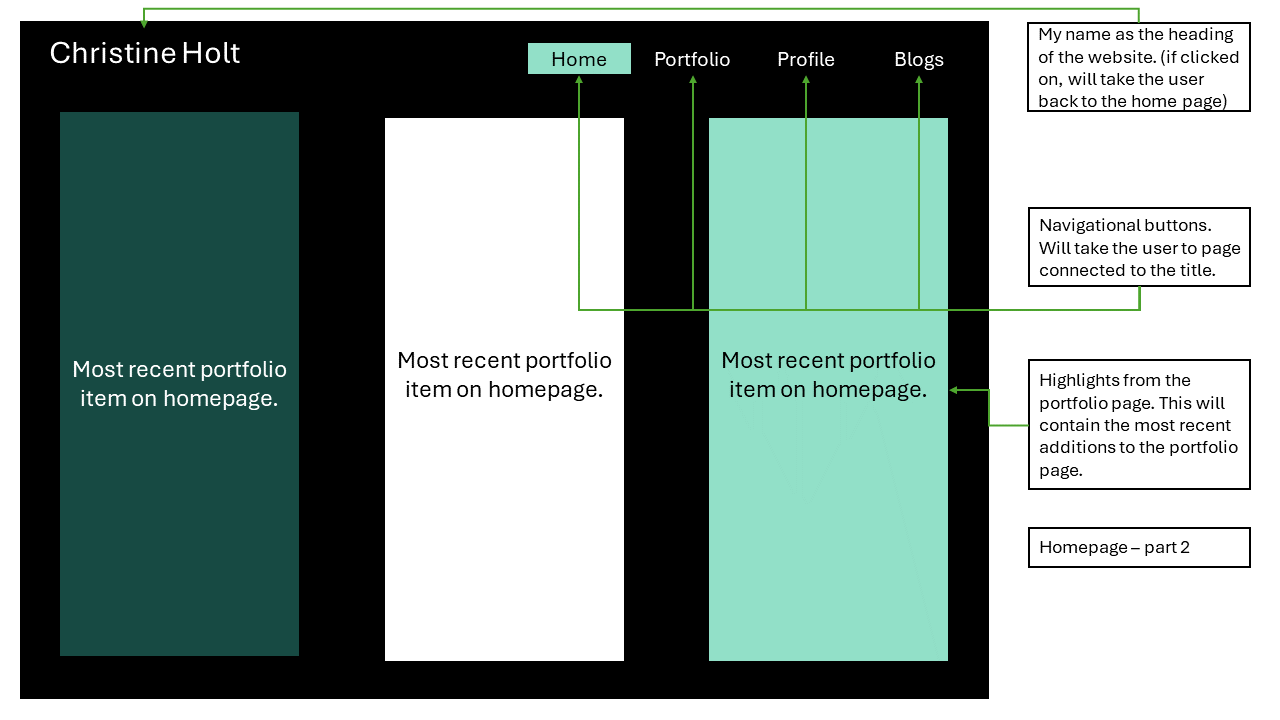 Christine Holt
Home
Portfolio
Profile
Blogs
Most recent portfolio
item on homepage.
Most recent portfolio
item on homepage.
Most recent portfolio
item on homepage.
My name as the heading
of the website. (if clicked
on, will take the user
back to the home page)
Navigational buttons.
Will take the user to page
connected to the title.
Highlights from the
portfolio page. This will
contain the most recent
additions to the portfolio
page.
Homepage – part 2